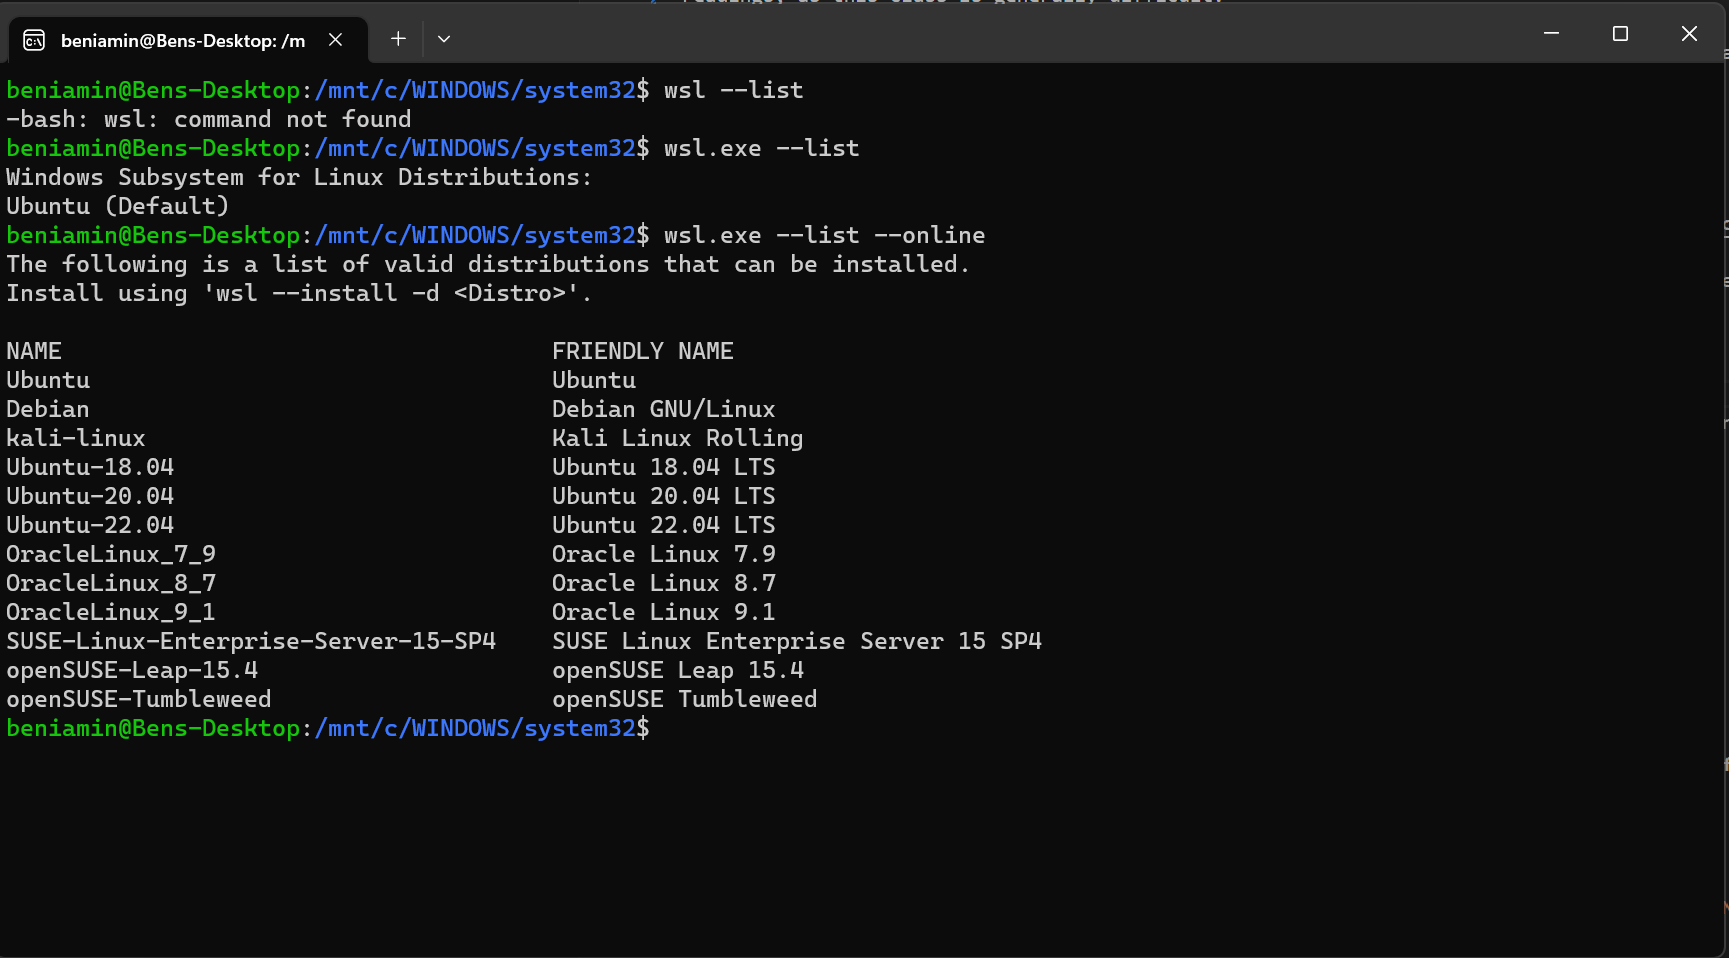 beniamin@Bens-Desktop: /m
beniamin@Bens-Desktop:/mnt/c/WINDOWS/system32$ wsl --list
-bash: wsl: command not found
beniamin@Bens-Desktop:/mnt/c/WINDOWS/system32$ wsl.exe --list
Windows Subsystem for Linux Distributions:
Ubuntu (Default)
beniamin@Bens-Desktop:/mnt/c/WINDOWS/system32$ wsl.exe --list --online
The following is a list of valid distributions that can be installed.
Install using 'wsl --install -d <Distro>'.
NAME FRIENDLY NAME
Ubuntu Ubuntu
Debian Debian GNU/Linux
kali-linux Kali Linux Rolling
Ubuntu-18.04 Ubuntu 18.04 LTS
Ubuntu-20.04 Ubuntu 20.04 LTS
Ubuntu-22.04 Ubuntu 22.04 LTS
OracleLinux_7_9 Oracle Linux 7.9
OracleLinux_8_7 Oracle Linux 8.7
OracleLinux_9_1 Oracle Linux 9.1
SUSE-Linux-Enterprise-Server-15-SP4 SUSE Linux Enterprise Server 15 SP4
openSUSE-Leap-15.4 openSUSE Leap 15.4
openSUSE-Tumbleweed openSUSE Tumbleweed
beniamin@Bens-Desktop:/mnt/c/WINDOWS/system32$